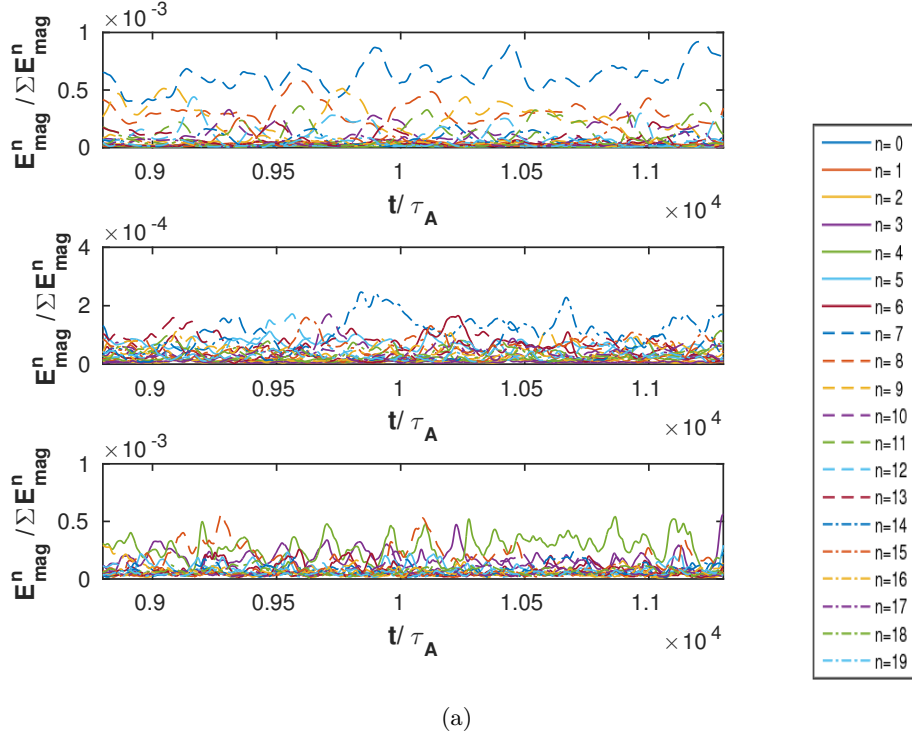 ×10⁻³
1
0.5
0
E^n_mag / Σ E^n_mag
0.9 0.95 1 1.05 1.1
t/ τ_A
×10⁴
×10⁻⁴
4
2
0
E^n_mag / Σ E^n_mag
0.9 0.95 1 1.05 1.1
t/ τ_A
×10⁴
×10⁻³
1
0.5
0
E^n_mag / Σ E^n_mag
0.9 0.95 1 1.05 1.1
t/ τ_A
×10⁴
n= 0
n= 1
n= 2
n= 3
n= 4
n= 5
n= 6
n= 7
n= 8
n= 9
n= 10
n= 11
n= 12
n=13
n= 14
n= 15
n= 16
n= 17
n= 18
n=19
(a)